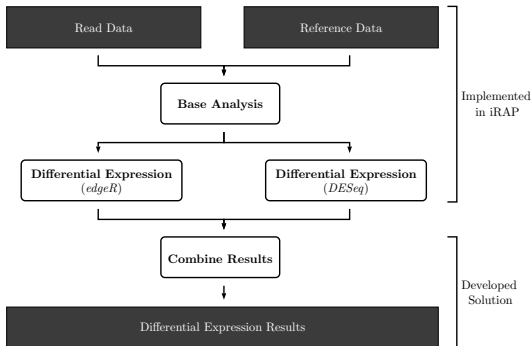 Read Data
Reference Data
Implemented
in iRAP
Base Analysis
Differential Expression
(edgeR)
Differential Expression
(DESeq)
Combine Results
Developed
Solution
Differential Expression Results